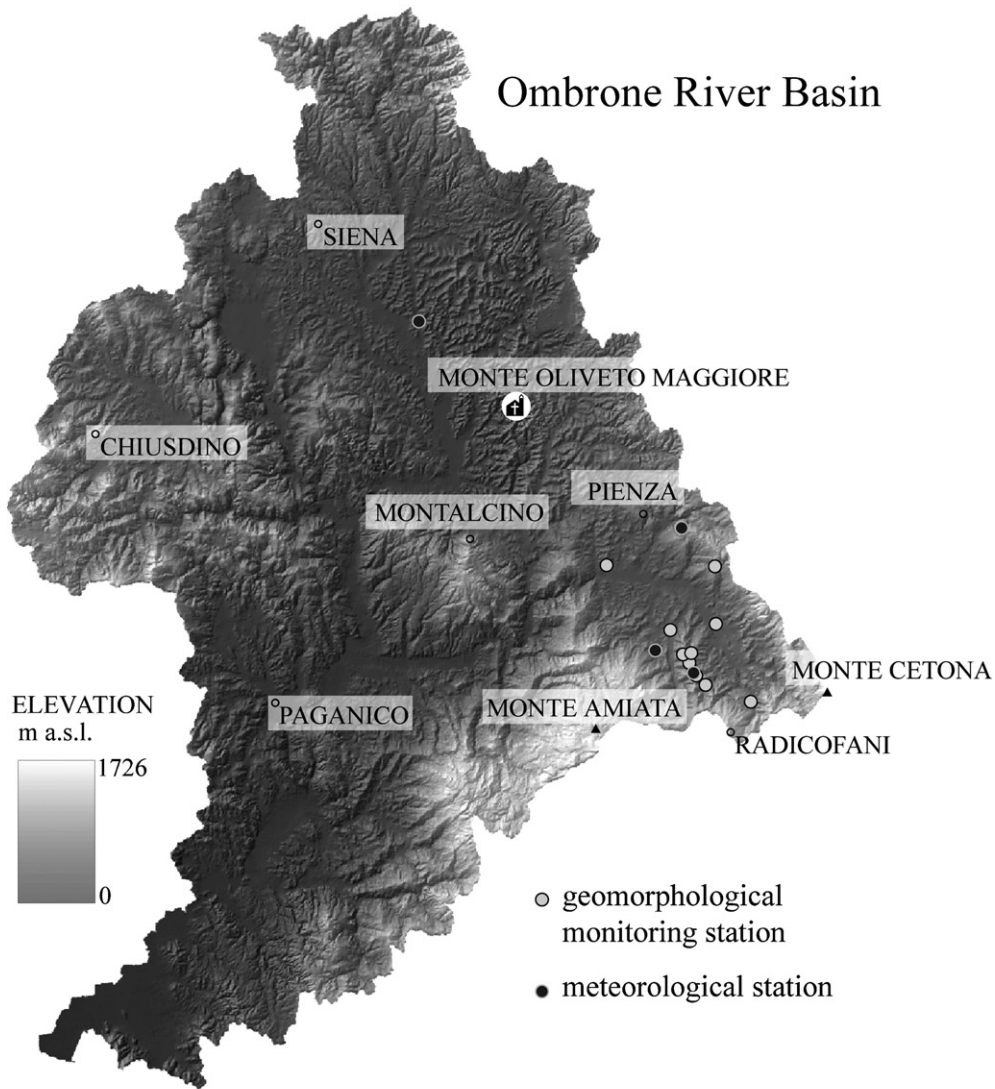 Ombrone River Basin
SIENA
MONTE OLIVETO MAGGIORE
CHIUSDINO
PIENZA
MONTALCINO
MONTE CETONA
ELEVATION
m a.s.l.
PAGANICO
MONTE AMIATA
RADICOFANI
1726
0
geomorphological
monitoring station
meteorological station